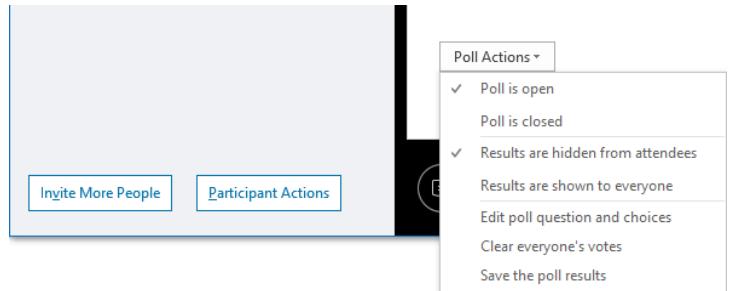 Poll Actions
Poll is open
Poll is closed
Results are hidden from attendees
Results are shown to everyone
Edit poll question and choices
Clear everyone's votes
Save the poll results
Invite More People
Participant Actions